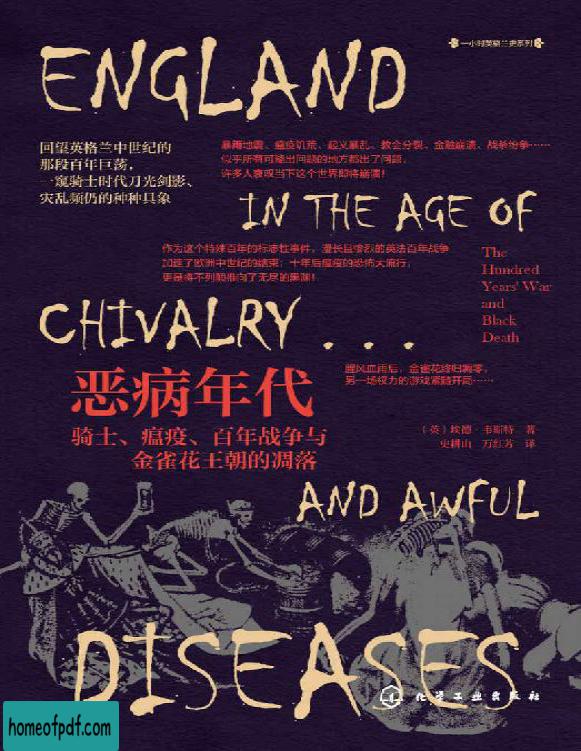 一小时英格兰史系列
ENGLAND
回望英格兰中世纪的
那段百年巨荡，
一窥骑士时代刀光剑影、
灾乱频仍的种种具象
暴雨地震、瘟疫饥荒、起义暴乱、教会分裂、金融崩溃、战祭纷争……
似乎所有可能出问题的地方都出了问题，
许多人哀叹当下这个世界即将崩溃！
IN THE AGE OF
作为这个特殊百年的标志性事件，漫长且惨烈的英法百年战争
加速了欧洲中世纪的结束；十年后瘟疫的恐怖大流行，
更是将不列颠推向了无尽的黑渊！
The
Hundred
Years' War
and
Black
Death
CHIVALRY . . .
腥风血雨后，金雀花终归凋零，
另一场权力的游戏紧随开局……
恶病年代
骑士、瘟疫、百年战争与
金雀花王朝的凋落
（英）埃德·韦斯特 著
史耕山 万红芳 译
AND AWFUL
DISEASES
化学工业出版社
homeofpdf.com